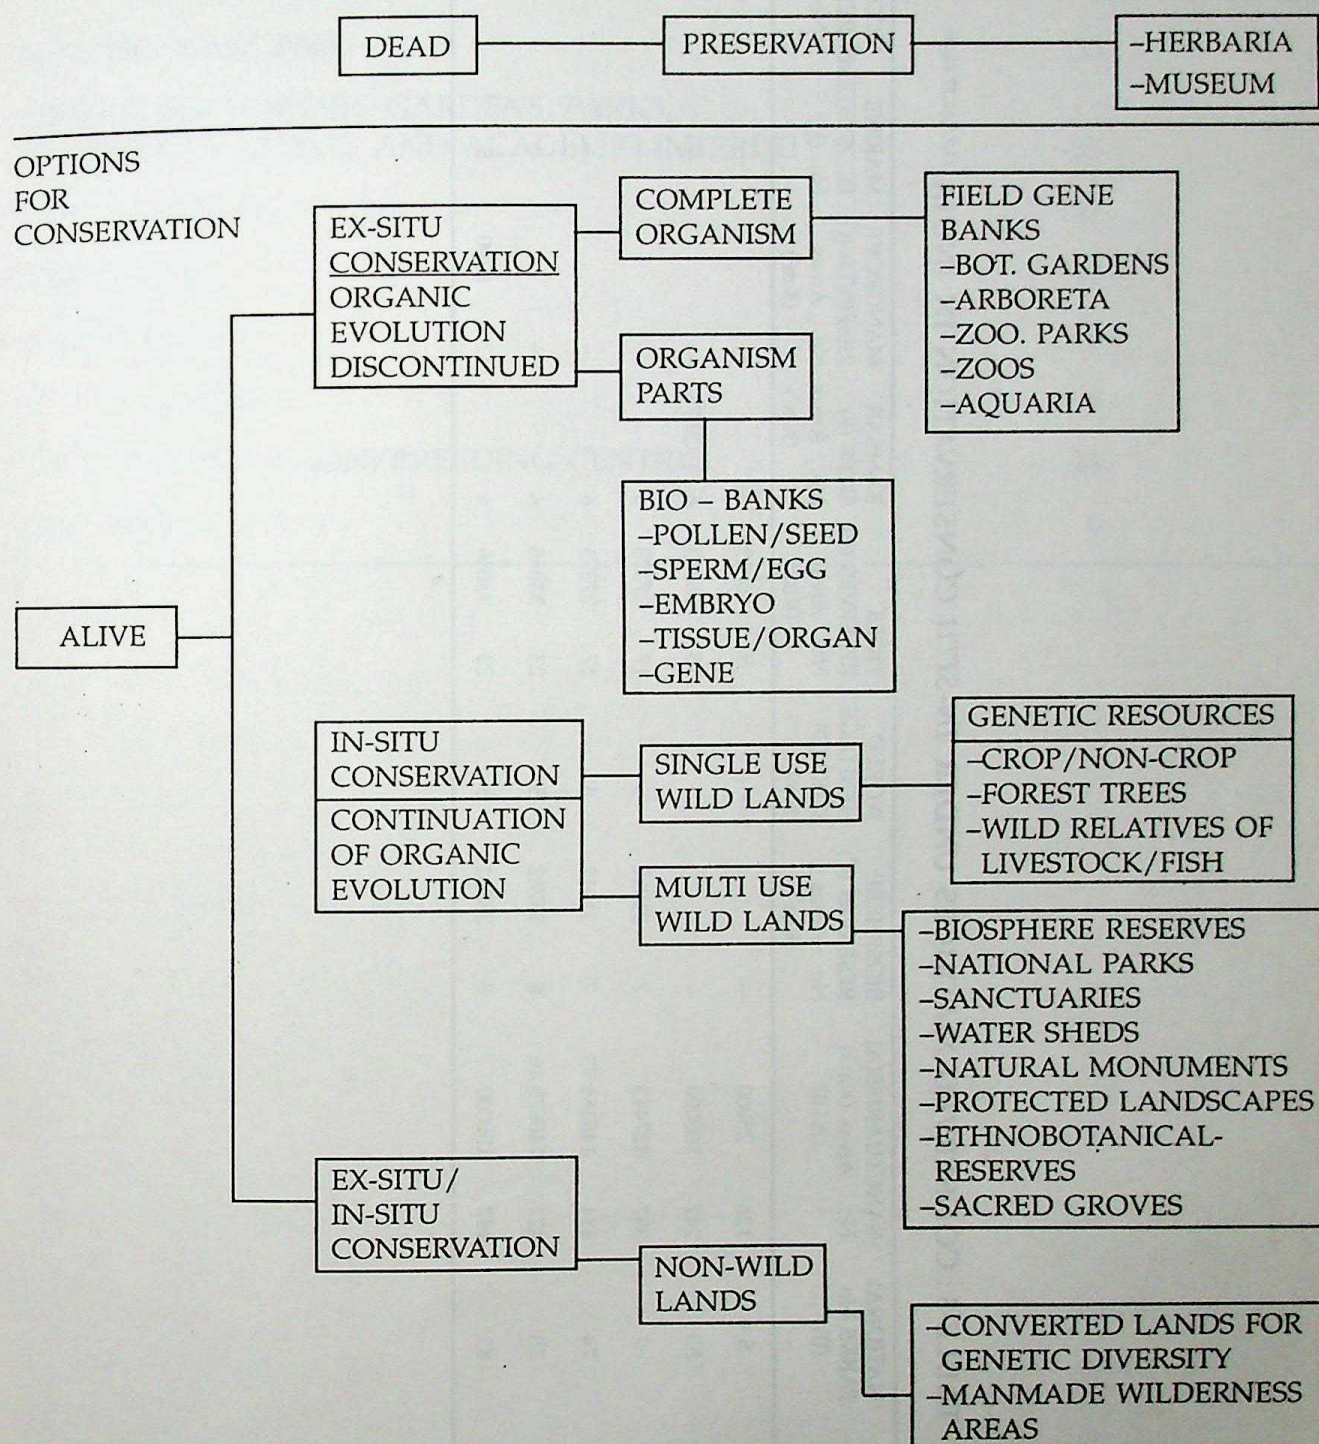 DEAD
PRESERVATION
–HERBARIA
–MUSEUM
OPTIONS
FOR
CONSERVATION
EX-SITU
CONSERVATION
ORGANIC
EVOLUTION
DISCONTINUED
COMPLETE
ORGANISM
FIELD GENE
BANKS
–BOT. GARDENS
–ARBORETA
–ZOO. PARKS
–ZOOS
–AQUARIA
ORGANISM
PARTS
BIO – BANKS
–POLLEN/SEED
–SPERM/EGG
–EMBRYO
–TISSUE/ORGAN
–GENE
ALIVE
IN-SITU
CONSERVATION
CONTINUATION
OF ORGANIC
EVOLUTION
SINGLE USE
WILD LANDS
GENETIC RESOURCES
–CROP/NON-CROP
–FOREST TREES
–WILD RELATIVES OF
LIVESTOCK/FISH
MULTI USE
WILD LANDS
–BIOSPHERE RESERVES
–NATIONAL PARKS
–SANCTUARIES
–WATER SHEDS
–NATURAL MONUMENTS
–PROTECTED LANDSCAPES
–ETHNOBOTANICAL-
RESERVES
–SACRED GROVES
EX-SITU/
IN-SITU
CONSERVATION
NON-WILD
LANDS
–CONVERTED LANDS FOR
GENETIC DIVERSITY
–MANMADE WILDERNESS
AREAS